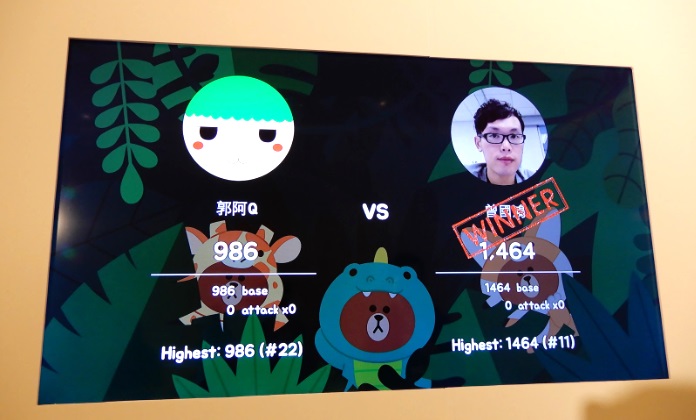 郭阿Q
VS
WINNER
986
1,464
986 base
0 attack x0
1464 base
0 attack x0
Highest: 986 (#22)
Highest: 1464 (#11)